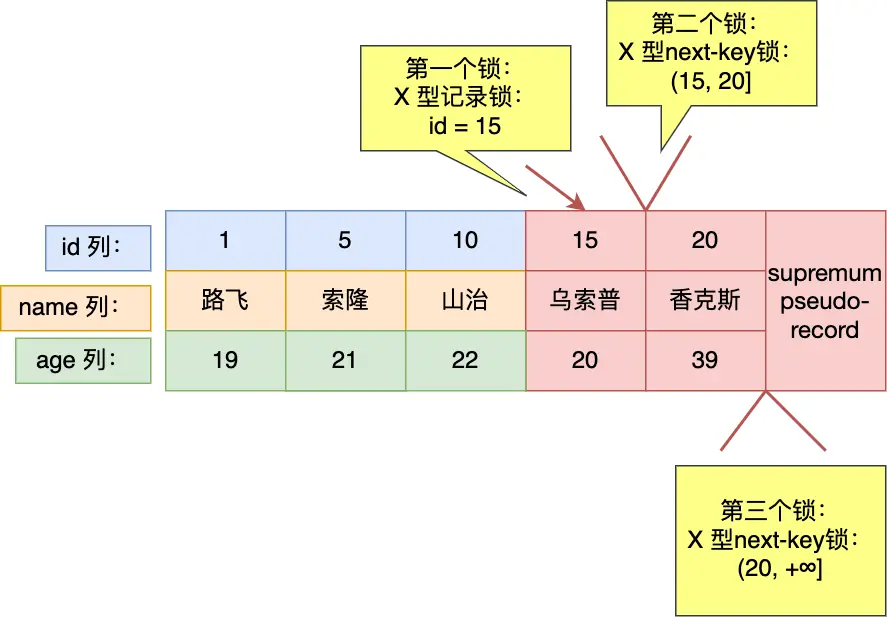 第一个锁：
X 型记录锁：
id = 15
第二个锁：
X 型next-key锁：
(15, 20]
id 列：
1
5
10
15
20
supremum
pseudo-
record
name 列：
路飞
索隆
山治
乌索普
香克斯
age 列：
19
21
22
20
39
第三个锁：
X 型next-key锁：
(20, +∞]